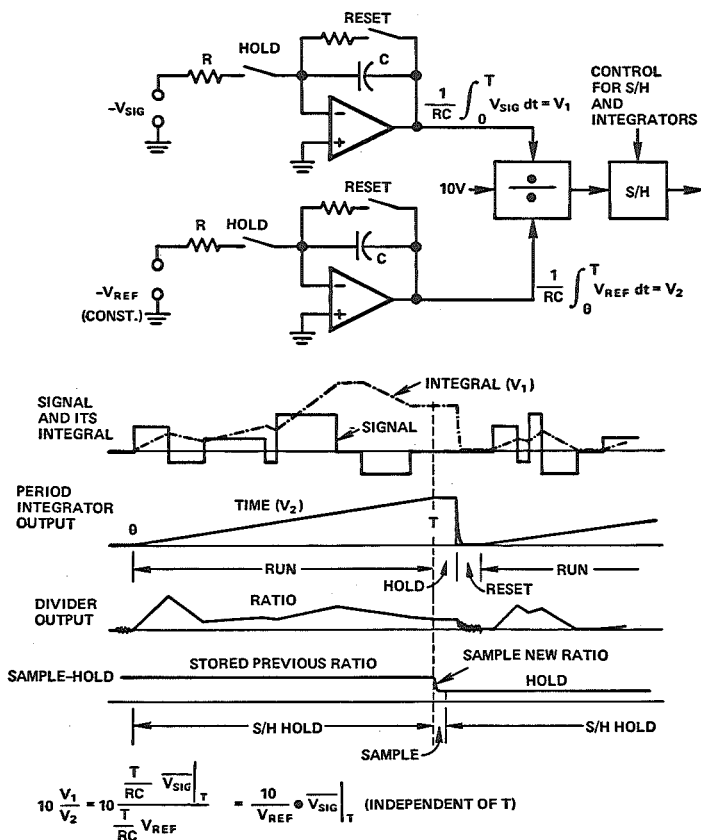 RESET
HOLD
R
C
−V_SIG
1/RC ∫_0^T V_SIG dt = V_1
CONTROL
FOR S/H
AND
INTEGRATORS
10V
÷
S/H
RESET
HOLD
R
C
−V_REF
(CONST.)
1/RC ∫_θ^T V_REF dt = V_2
SIGNAL
AND ITS
INTEGRAL
INTEGRAL (V_1)
SIGNAL
PERIOD
INTEGRATOR
OUTPUT
θ
TIME (V_2)
T
RUN
HOLD
RESET
RUN
DIVIDER
OUTPUT
RATIO
SAMPLE–HOLD
STORED PREVIOUS RATIO
SAMPLE NEW RATIO
HOLD
S/H HOLD
SAMPLE
S/H HOLD
10 V_1/V_2 = 10 (T/RC V̅_SIG|_T)/(T/RC V_REF) = 10/V_REF • V̅_SIG|_T (INDEPENDENT OF T)